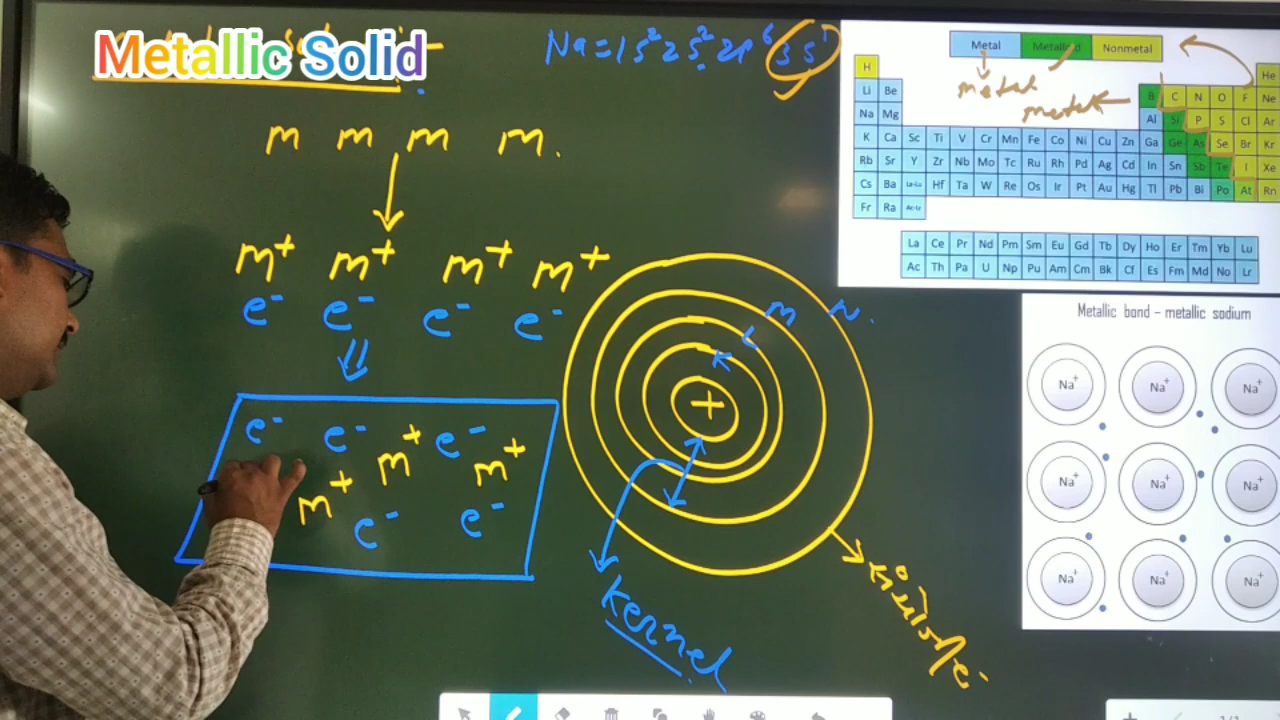 Metallic Solid
Na = 1s² 2s² 2p⁶ 3s¹
m m m m.
m⁺ m⁺ m⁺ m⁺
e⁻ e⁻ e⁻ e⁻
e⁻ e⁻ m⁺ e⁻ m⁺
m⁺ e⁻ e⁻
K L M N.
+
Kernel
Metal Metalloid Nonmetal
metal
metal
H He
Li Be B C N O F Ne
Na Mg Al Si P S Cl Ar
K Ca Sc Ti V Cr Mn Fe Co Ni Cu Zn Ga Ge As Se Br Kr
Rb Sr Y Zr Nb Mo Tc Ru Rh Pd Ag Cd In Sn Sb Te I Xe
Cs Ba La-Lu Hf Ta W Re Os Ir Pt Au Hg Tl Pb Bi Po At Rn
Fr Ra Ac-Lr
La Ce Pr Nd Pm Sm Eu Gd Tb Dy Ho Er Tm Yb Lu
Ac Th Pa U Np Pu Am Cm Bk Cf Es Fm Md No Lr
Metallic bond – metallic sodium
Na⁺ Na⁺ Na⁺
Na⁺ Na⁺ Na⁺
Na⁺ Na⁺ Na⁺